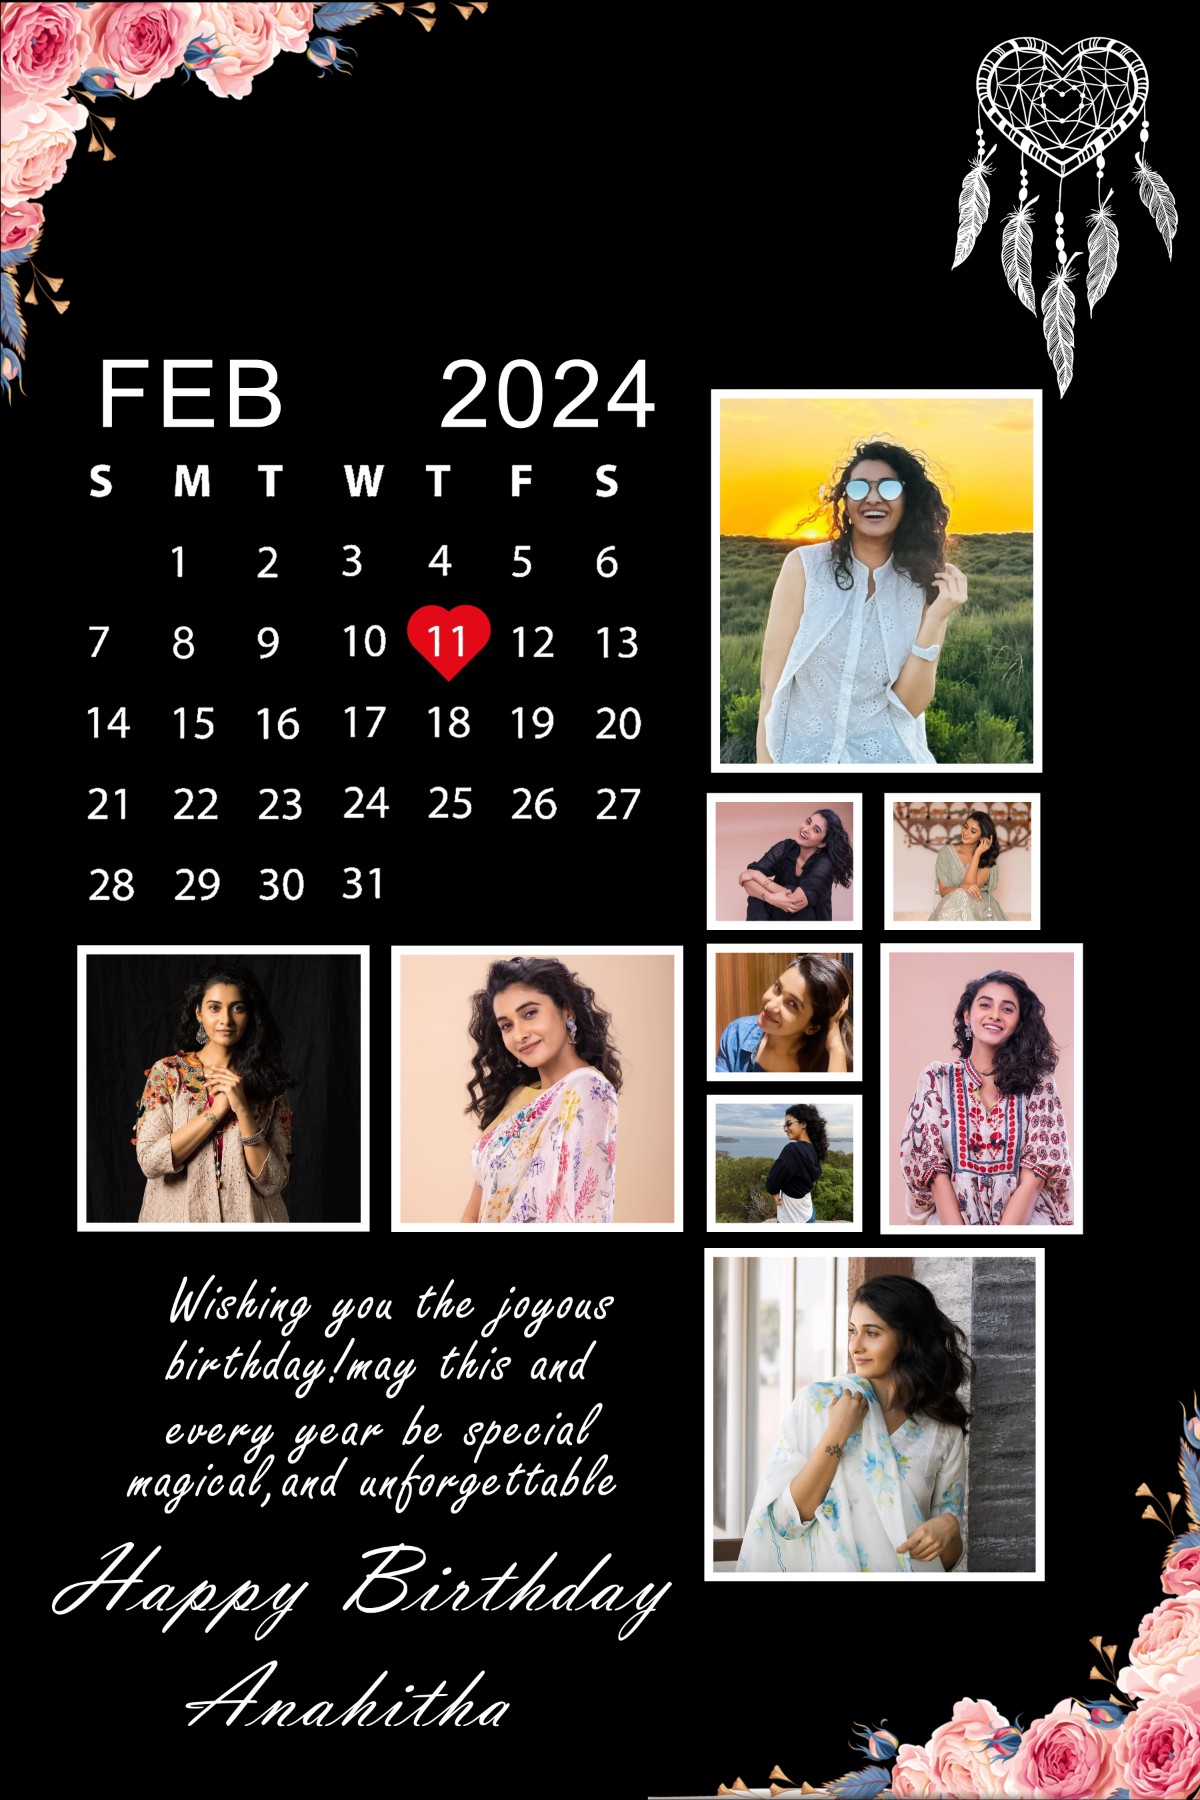 FEB 2024
S M T W T F S
1 2 3 4 5 6
7 8 9 10 11 12 13
14 15 16 17 18 19 20
21 22 23 24 25 26 27
28 29 30 31
Wishing you the joyous
birthday!may this and
every year be special
magical,and unforgettable
Happy Birthday
Anahitha